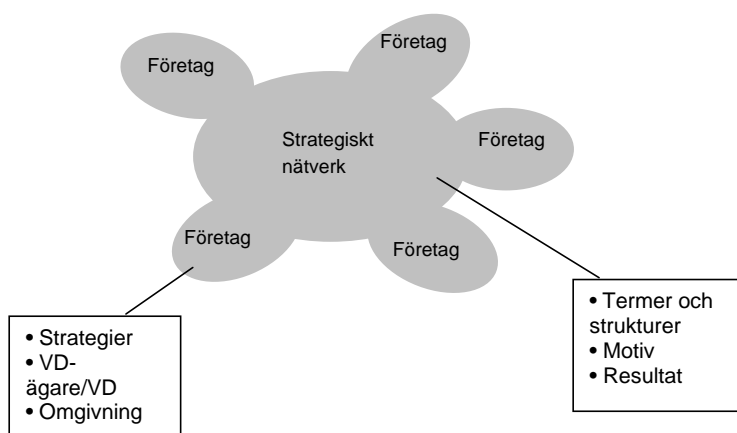 Företag
Företag
Strategiskt
nätverk
Företag
Företag
Företag
• Strategier
• VD-
ägare/VD
• Omgivning
• Termer och
strukturer
• Motiv
• Resultat